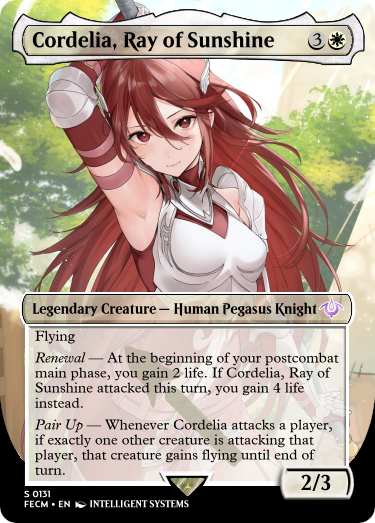 Cordelia, Ray of Sunshine 3
Legendary Creature — Human Pegasus Knight
Flying
Renewal — At the beginning of your postcombat
main phase, you gain 2 life. If Cordelia, Ray of
Sunshine attacked this turn, you gain 4 life
instead.
Pair Up — Whenever Cordelia attacks a player,
if exactly one other creature is attacking that
player, that creature gains flying until end of
turn.
2/3
S 0131
FECM • EN INTELLIGENT SYSTEMS